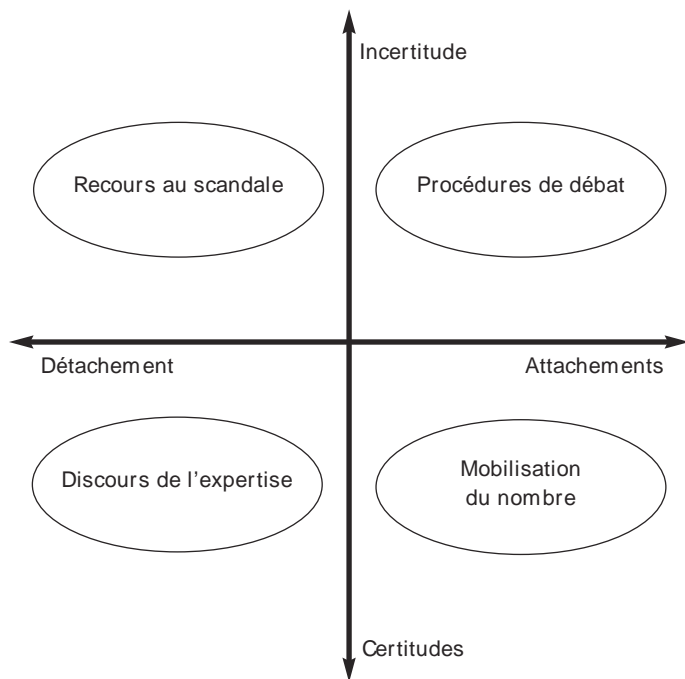 Incertitude
Recours au scandale
Procédures de débat
Détachement
Attachements
Discours de l’expertise
Mobilisation
du nombre
Certitudes